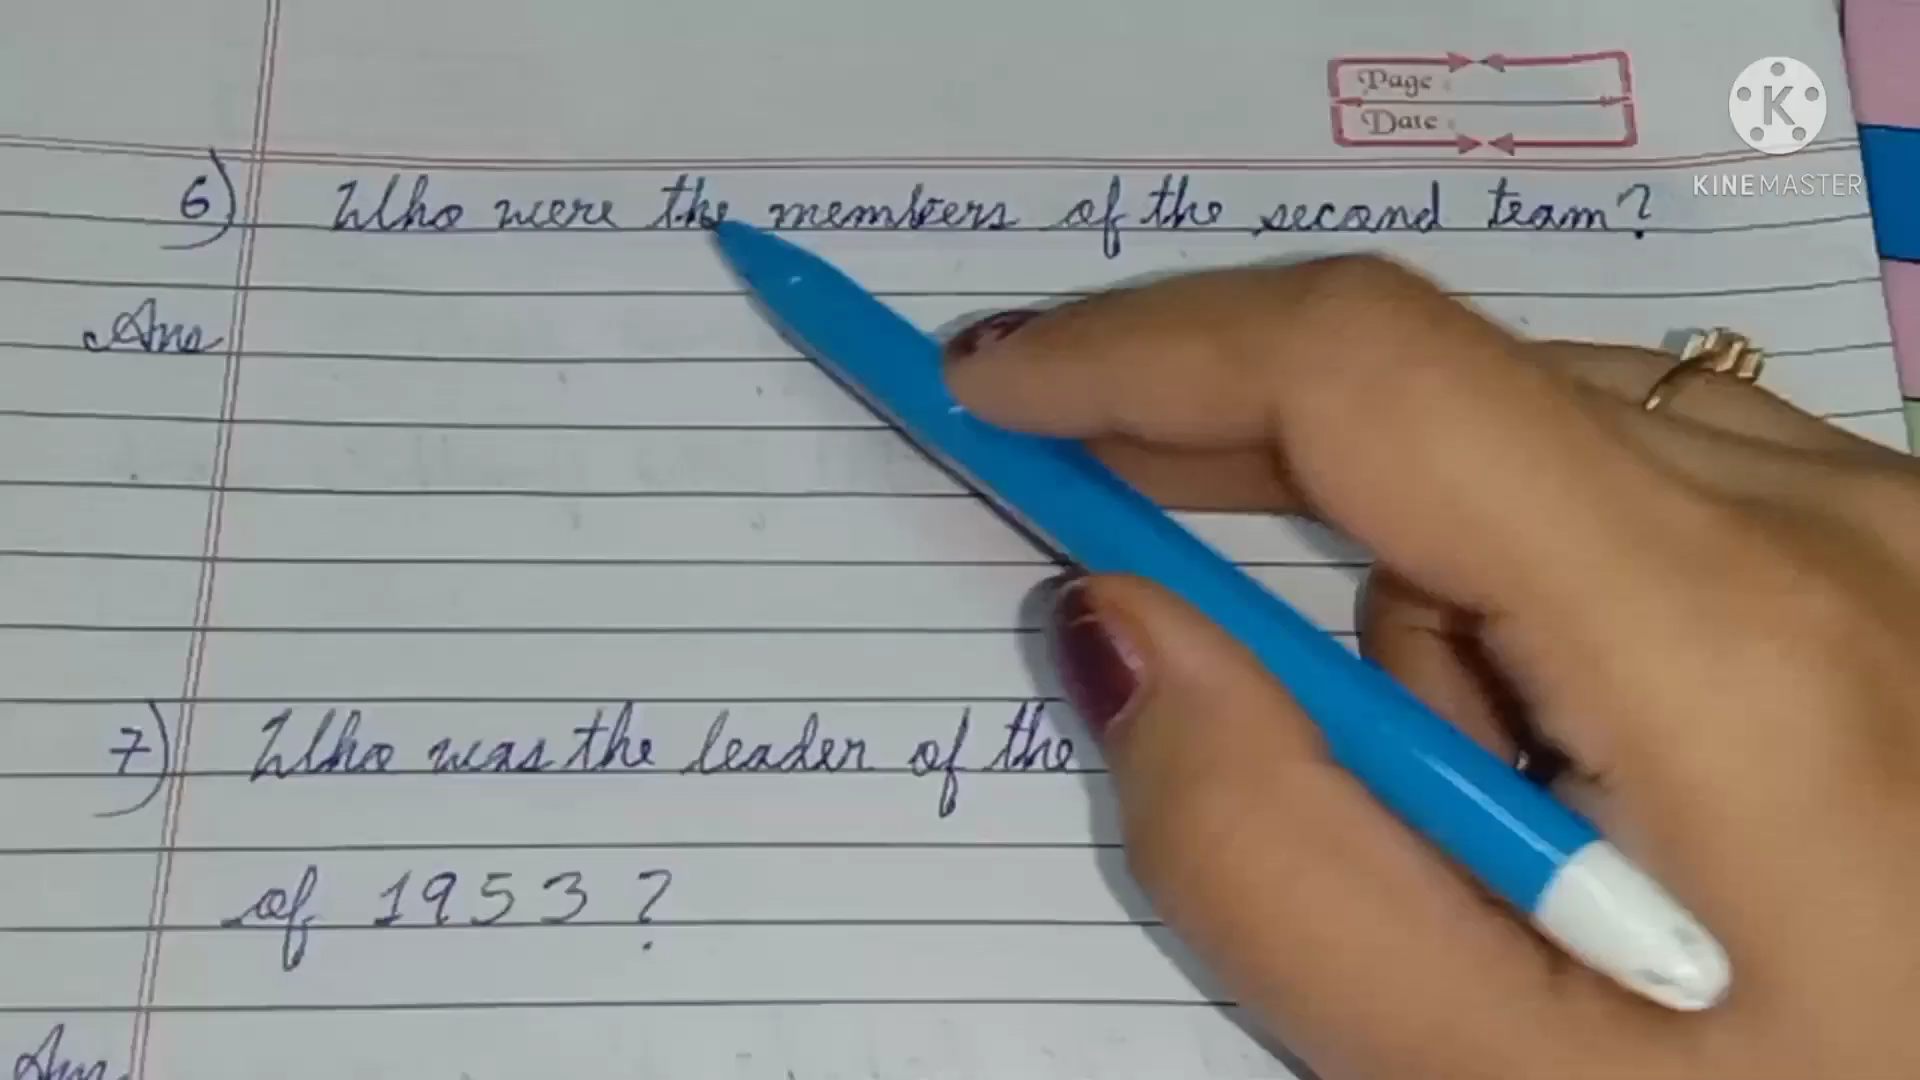 Page :
Date :
K
KINEMASTER
6) Who were the members of the second team?
Ans
7) Who was the leader of the
of 1953?
Ans